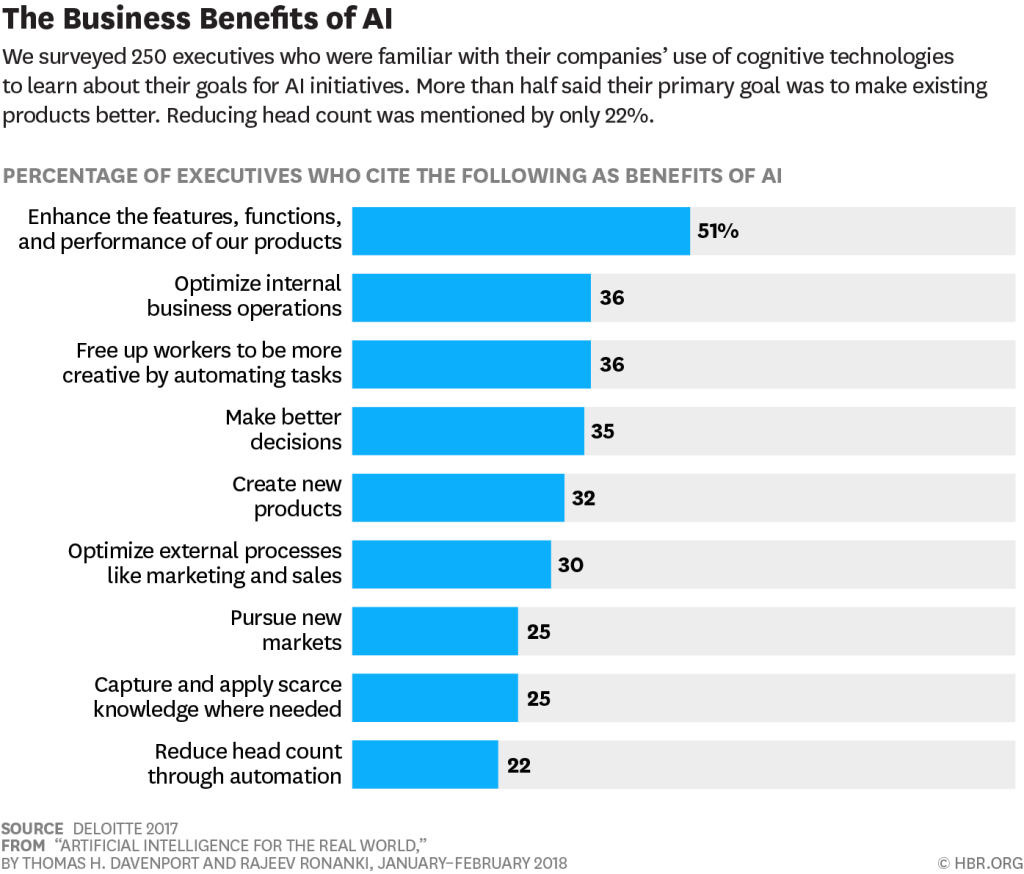 The Business Benefits of AI
We surveyed 250 executives who were familiar with their companies’ use of cognitive technologies
to learn about their goals for AI initiatives. More than half said their primary goal was to make existing
products better. Reducing head count was mentioned by only 22%.
PERCENTAGE OF EXECUTIVES WHO CITE THE FOLLOWING AS BENEFITS OF AI
Enhance the features, functions,
and performance of our products
51%
Optimize internal
business operations
36
Free up workers to be more
creative by automating tasks
36
Make better
decisions
35
Create new
products
32
Optimize external processes
like marketing and sales
30
Pursue new
markets
25
Capture and apply scarce
knowledge where needed
25
Reduce head count
through automation
22
SOURCE DELOITTE 2017
FROM “ARTIFICIAL INTELLIGENCE FOR THE REAL WORLD,”
BY THOMAS H. DAVENPORT AND RAJEEV RONANKI, JANUARY–FEBRUARY 2018
© HBR.ORG